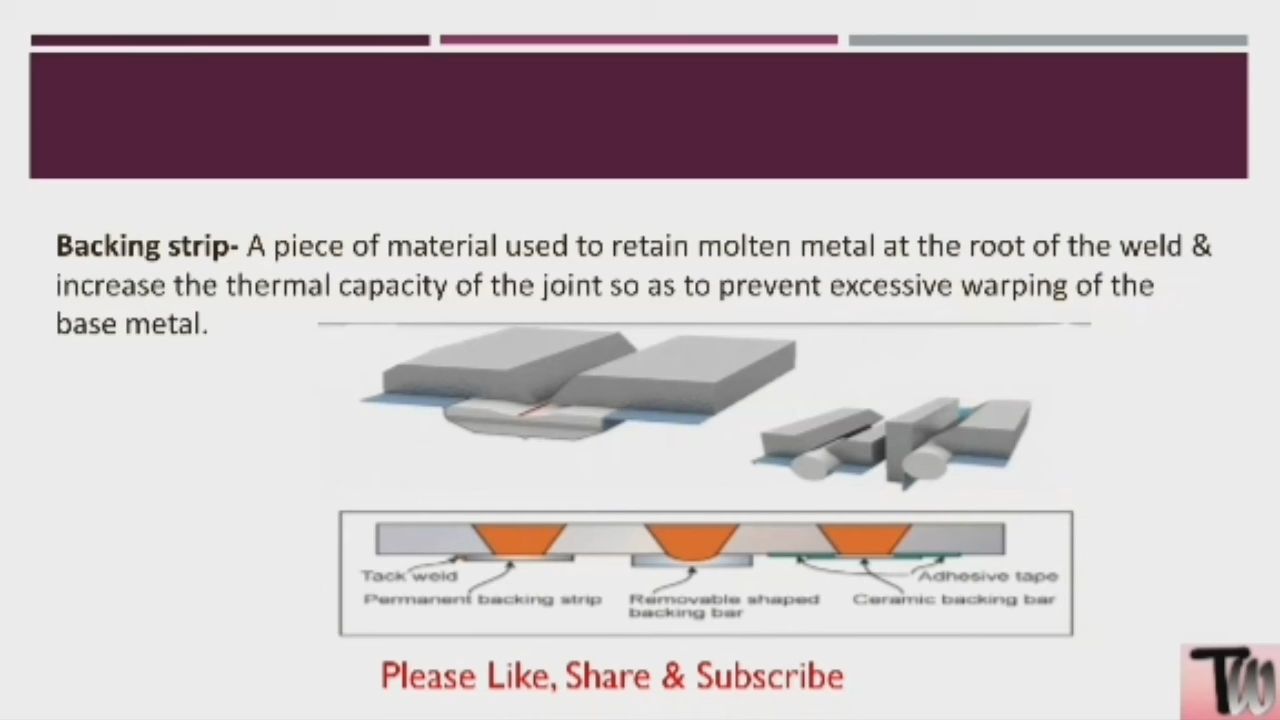 Backing strip- A piece of material used to retain molten metal at the root of the weld &
increase the thermal capacity of the joint so as to prevent excessive warping of the
base metal.
Tack weld
Adhesive tape
Permanent backing strip
Removable shaped
backing bar
Ceramic backing bar
Please Like, Share & Subscribe
TW